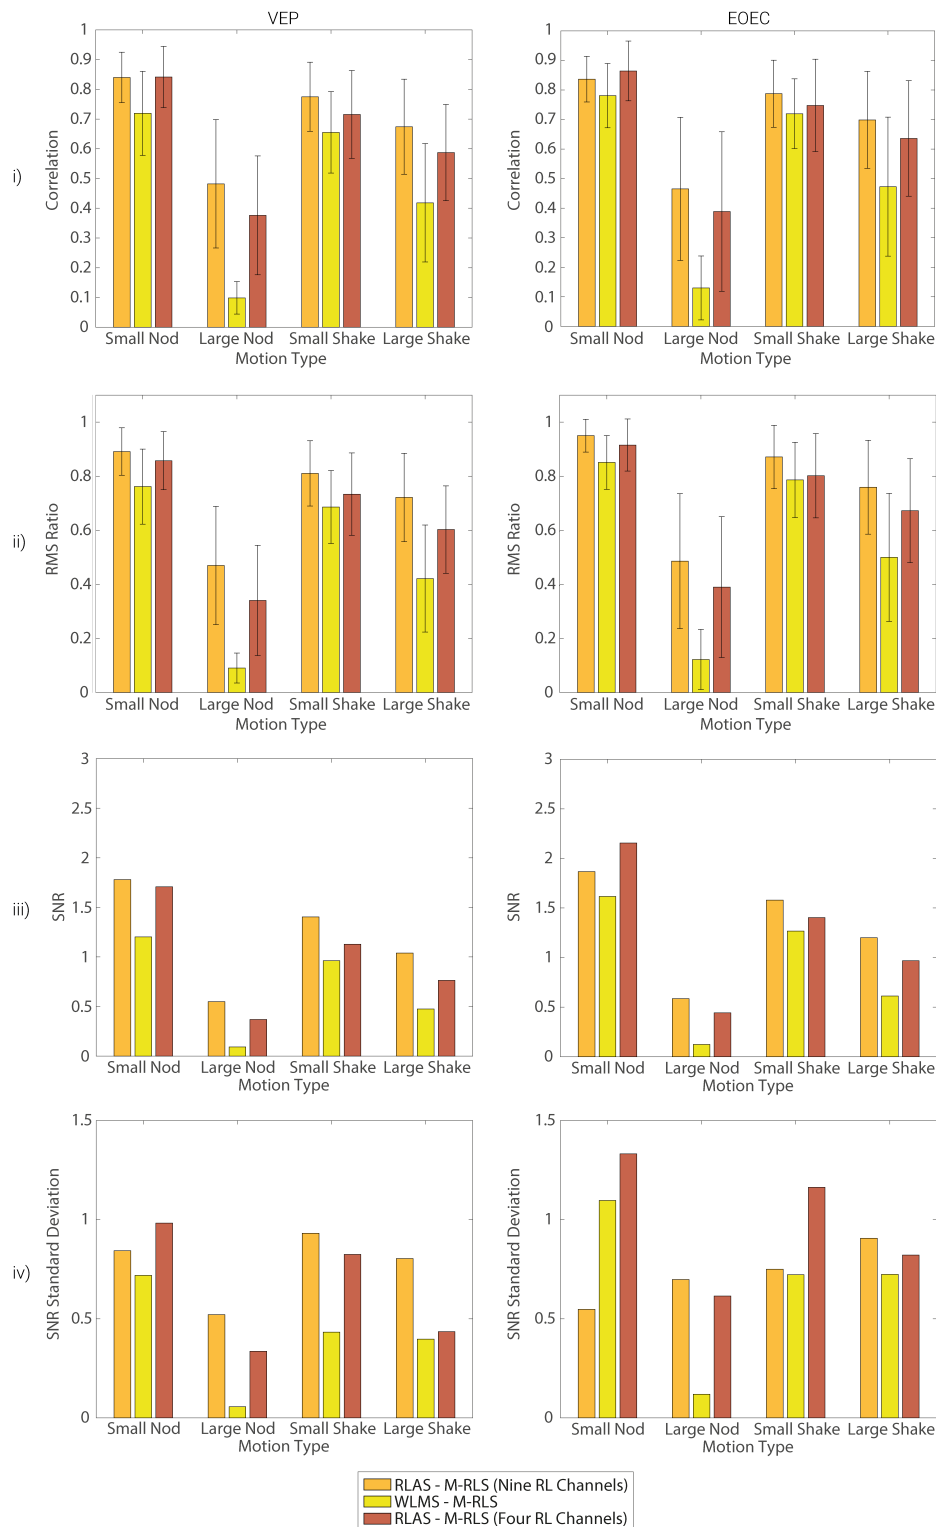 VEP
EOEC
i)
Correlation
1
0.9
0.8
0.7
0.6
0.5
0.4
0.3
0.2
0.1
0
Small Nod Large Nod Small Shake Large Shake
Motion Type
Correlation
1
0.9
0.8
0.7
0.6
0.5
0.4
0.3
0.2
0.1
0
Small Nod Large Nod Small Shake Large Shake
Motion Type
ii)
RMS Ratio
1
0.8
0.6
0.4
0.2
0
Small Nod Large Nod Small Shake Large Shake
Motion Type
RMS Ratio
1
0.8
0.6
0.4
0.2
0
Small Nod Large Nod Small Shake Large Shake
Motion Type
iii)
SNR
3
2.5
2
1.5
1
0.5
0
Small Nod Large Nod Small Shake Large Shake
Motion Type
SNR
3
2.5
2
1.5
1
0.5
0
Small Nod Large Nod Small Shake Large Shake
Motion Type
iv)
SNR Standard Deviation
1.5
1
0.5
0
Small Nod Large Nod Small Shake Large Shake
Motion Type
SNR Standard Deviation
1.5
1
0.5
0
Small Nod Large Nod Small Shake Large Shake
Motion Type
RLAS - M-RLS (Nine RL Channels)
WLMS - M-RLS
RLAS - M-RLS (Four RL Channels)